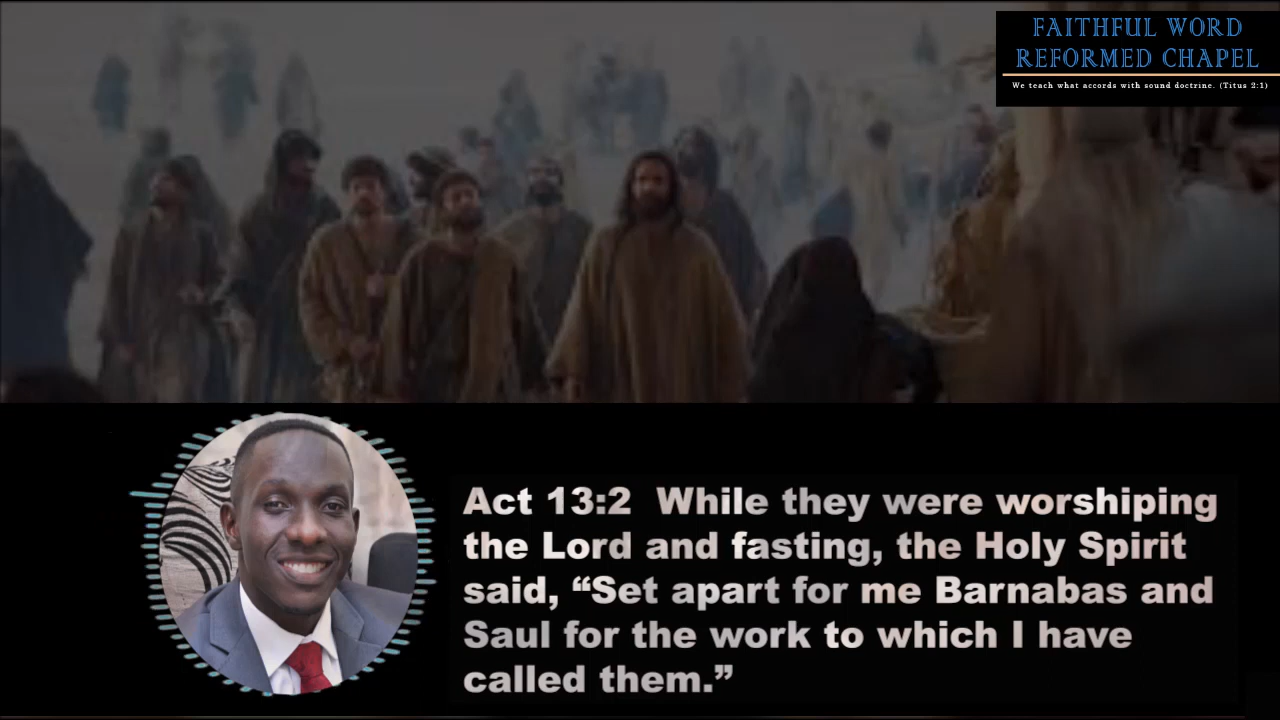 FAITHFUL WORD
REFORMED CHAPEL
We teach what accords with sound doctrine. (Titus 2:1)
Act 13:2  While they were worshiping
the Lord and fasting, the Holy Spirit
said, “Set apart for me Barnabas and
Saul for the work to which I have
called them.”